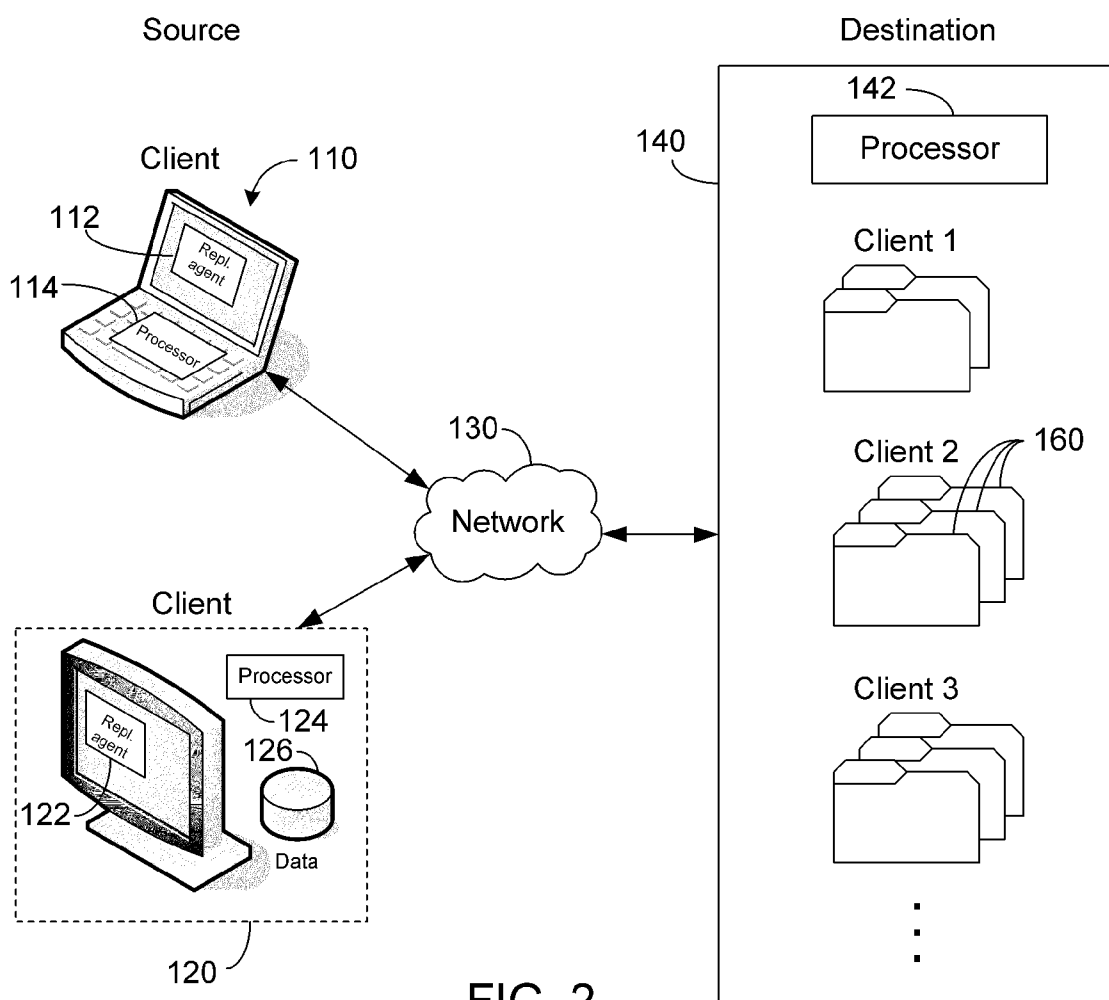 Source
Destination
142
Processor
140
Client
110
112
Repl.
agent
114
Processor
Client 1
130
Network
Client 2
160
Client
Processor
124
Repl.
agent
126
122
Data
Client 3
120
FIG. 2